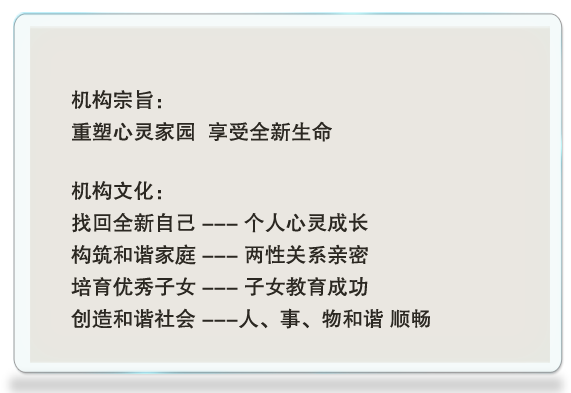 机构宗旨：
重塑心灵家园  享受全新生命
机构文化：
找回全新自己 --- 个人心灵成长
构筑和谐家庭 --- 两性关系亲密
培育优秀子女 --- 子女教育成功
创造和谐社会 ---人、事、物和谐 顺畅